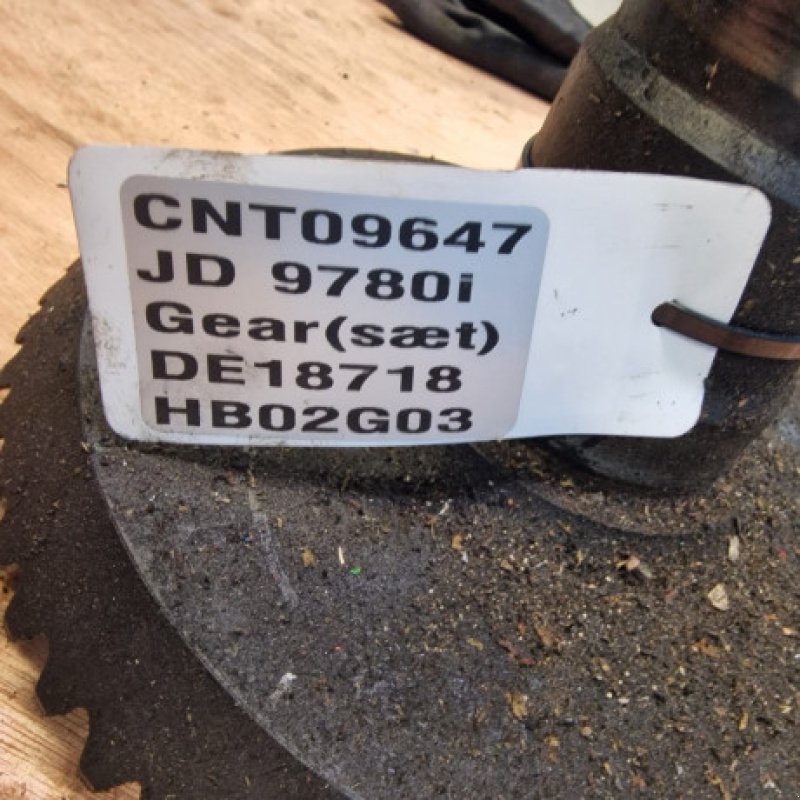 CNT09647
JD 9780i
Gear(sæt)
DE18718
HB02G03